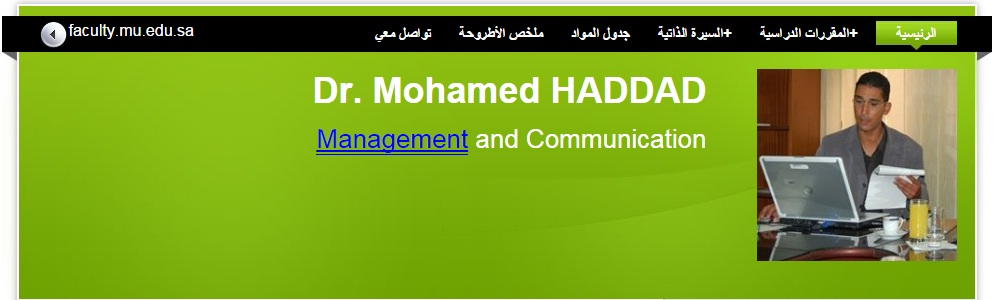 الرئيسية +المقررات الدراسية +السيرة الذاتية جدول المواد ملخص الأطروحة تواصل معي faculty.mu.edu.sa
Dr. Mohamed HADDAD
Management and Communication